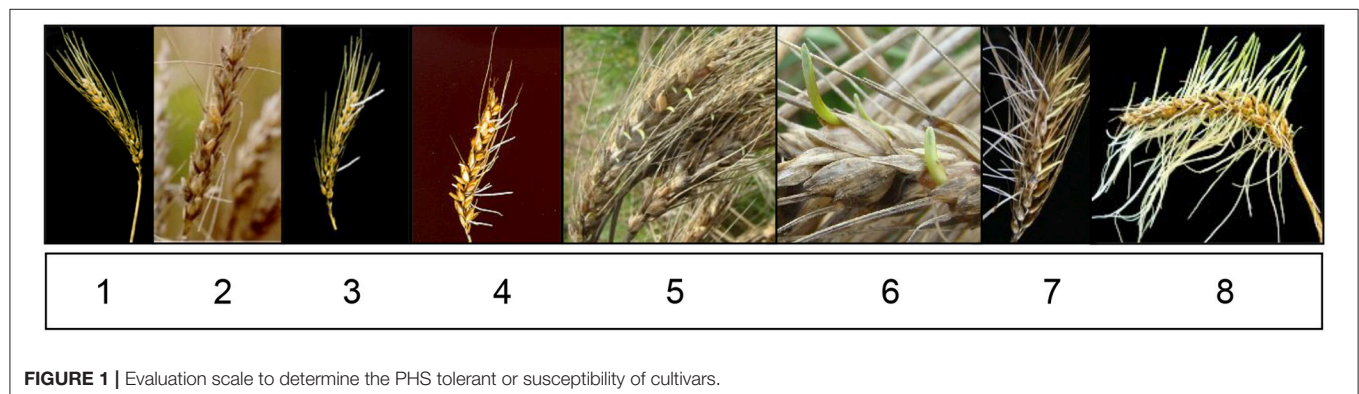 1 2 3 4 5 6 7 8
FIGURE 1 | Evaluation scale to determine the PHS tolerant or susceptibility of cultivars.